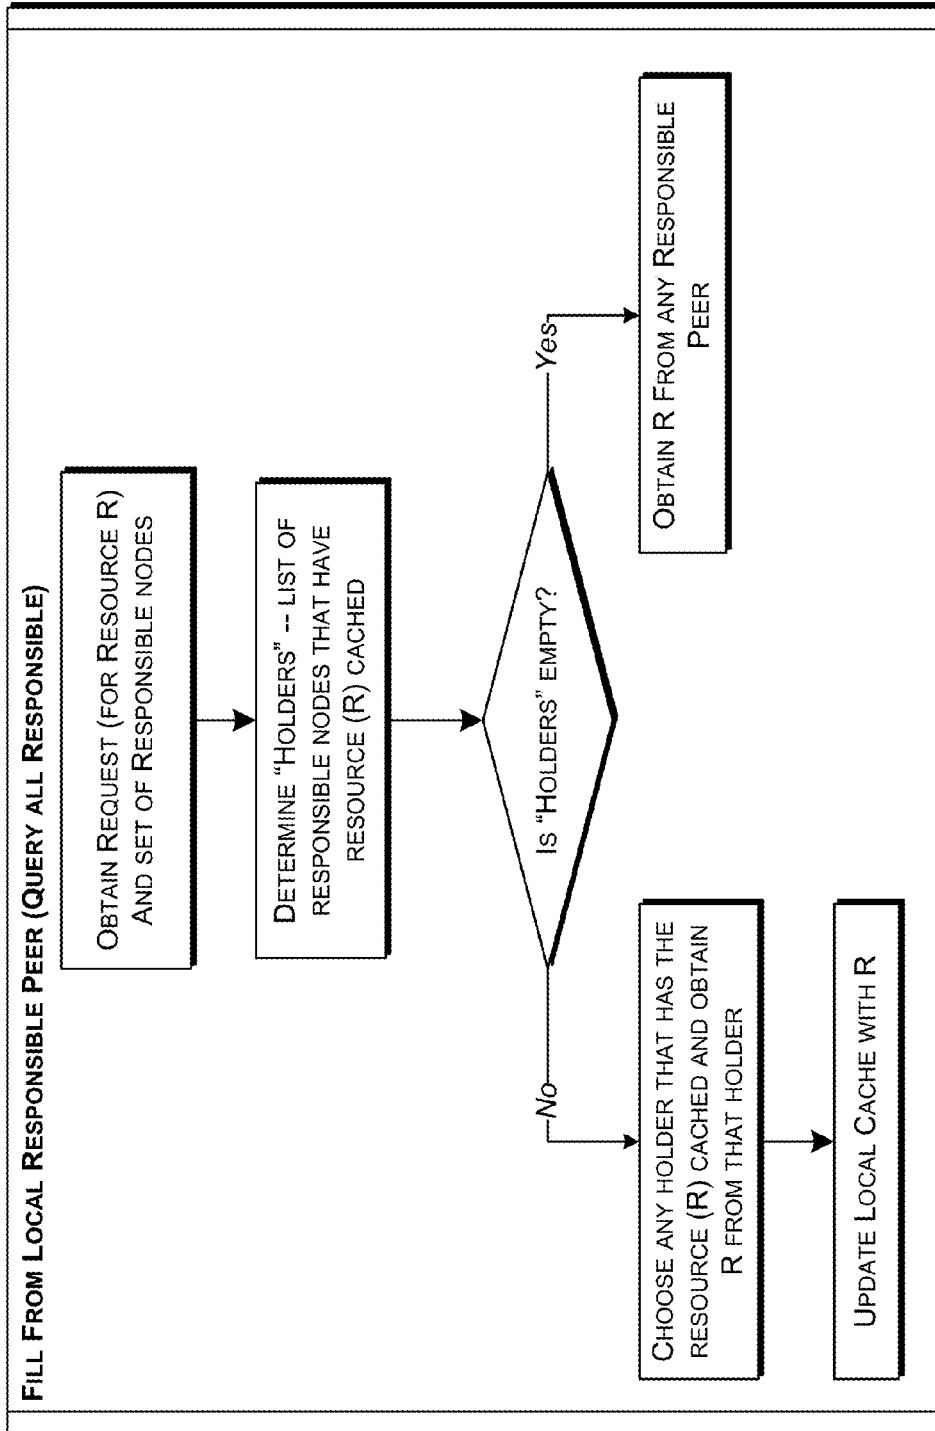 FILL FROM LOCAL RESPONSIBLE PEER (QUERY ALL RESPONSIBLE)
OBTAIN REQUEST (FOR RESOURCE R)
AND SET OF RESPONSIBLE NODES
DETERMINE “HOLDERS” -- LIST OF
RESPONSIBLE NODES THAT HAVE
RESOURCE (R) CACHED
IS “HOLDERS” EMPTY?
No
Yes
CHOOSE ANY HOLDER THAT HAS THE
RESOURCE (R) CACHED AND OBTAIN
R FROM THAT HOLDER
OBTAIN R FROM ANY RESPONSIBLE
PEER
UPDATE LOCAL CACHE WITH R